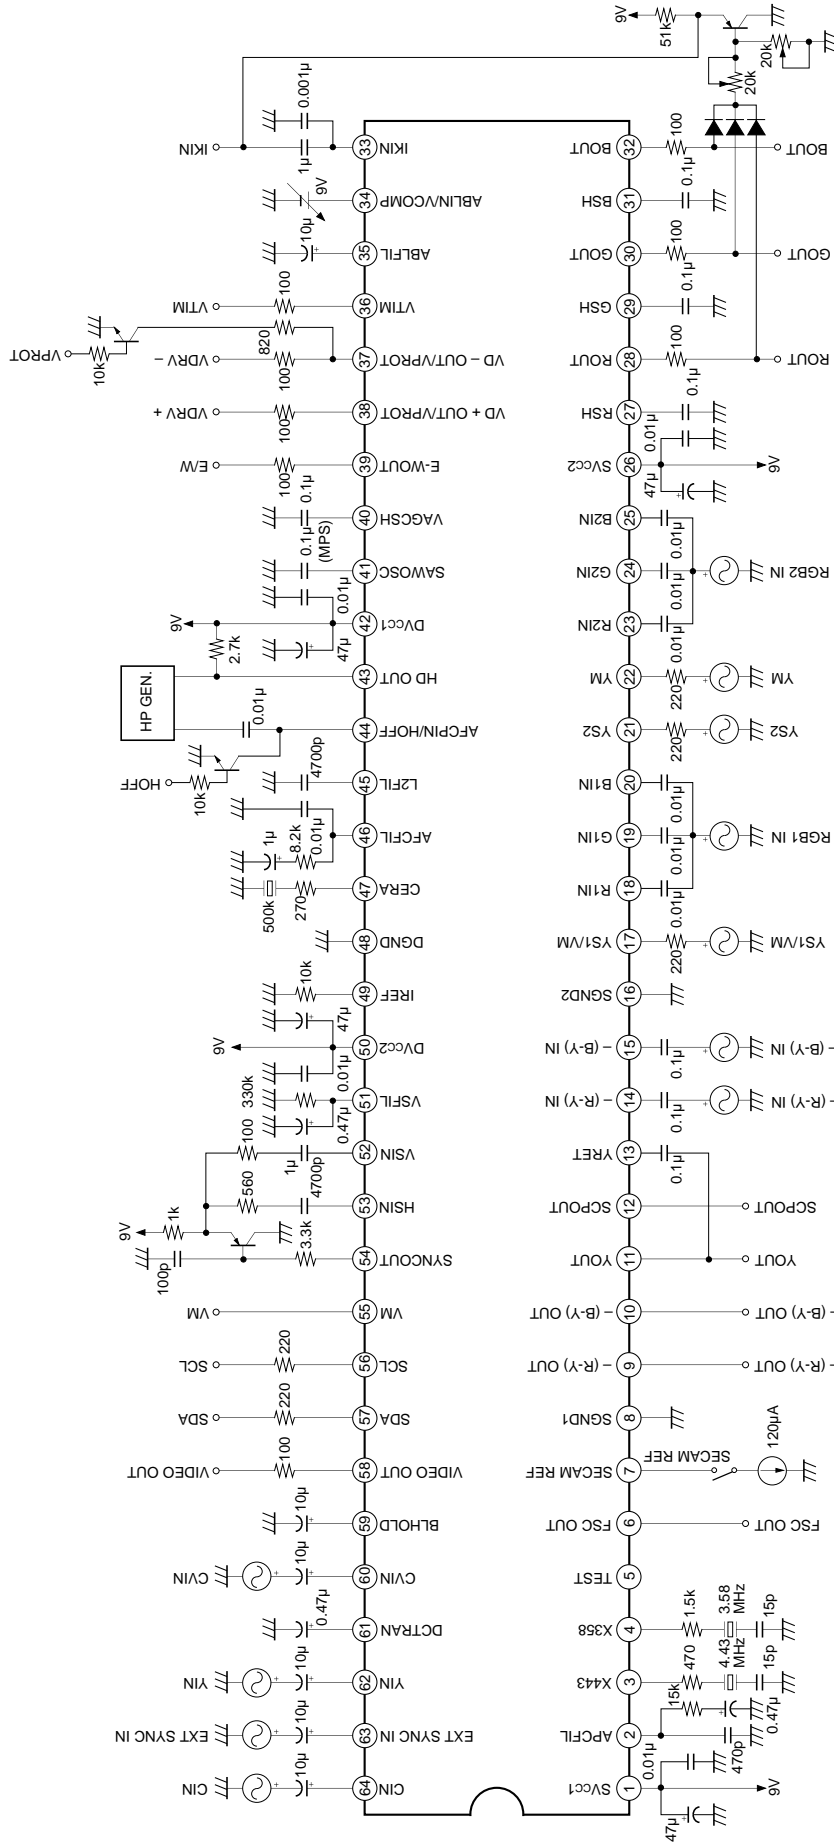 CIN
10µ
64
CIN
EXT SYNC IN
10µ
63
EXT SYNC IN
YIN
10µ
62
YIN
0.47µ
61
DCTRAN
CVIN
10µ
60
CVIN
10µ
59
BLHOLD
VIDEO OUT
100
58
VIDEO OUT
SDA
220
57
SDA
SCL
220
56
SCL
VM
55
VM
100p
3.3k
54
SYNCOUT
9V
1k
560
4700p
53
HSIN
100
1µ
52
VSIN
0.47µ
330k
51
VSFIL
9V
0.01µ
47µ
50
DVcc2
10k
49
IREF
48
DGND
500k
270
47
CERA
1µ
8.2k
0.01µ
46
AFCFIL
4700p
45
L2FIL
HOFF
10k
0.01µ
44
AFCPIN/HOFF
HP GEN.
2.7k
43
HD OUT
9V
47µ
0.01µ
42
DVcc1
0.1µ
(MPS)
41
SAWOSC
0.1µ
40
VAGCSH
E/W
100
39
E-WOUT
VDRV +
100
38
VD + OUT/VPROT
VPROT
10k
VDRV –
100
820
37
VD – OUT/VPROT
VTIM
100
36
VTIM
10µ
35
ABLFIL
9V
34
ABLIN/VCOMP
IKIN
1µ
0.001µ
33
IKIN
9V
51k
20k
20k
1
SVcc1
47µ
0.01µ
9V
2
APCFIL
470p
15k
0.47µ
3
X443
470
4.43
MHz
15p
4
X358
1.5k
3.58
MHz
15p
5
TEST
6
FSC OUT
FSC OUT
7
SECAM REF
SECAM REF
120µA
8
SGND1
9
– (R-Y) OUT
– (R-Y) OUT
10
– (B-Y) OUT
– (B-Y) OUT
11
YOUT
YOUT
12
SCPOUT
SCPOUT
13
YRET
0.1µ
14
– (R-Y) IN
0.1µ
– (R-Y) IN
15
– (B-Y) IN
0.1µ
– (B-Y) IN
16
SGND2
17
YS1/VM
220
YS1/VM
18
R1IN
0.01µ
19
G1IN
0.01µ
RGB1 IN
20
B1IN
0.01µ
21
YS2
220
YS2
22
YM
220
YM
23
R2IN
0.01µ
24
G2IN
0.01µ
RGB2 IN
25
B2IN
0.01µ
26
SVcc2
47µ
0.01µ
9V
27
RSH
0.1µ
28
ROUT
100
ROUT
29
GSH
0.1µ
30
GOUT
100
GOUT
31
BSH
0.1µ
32
BOUT
100
BOUT